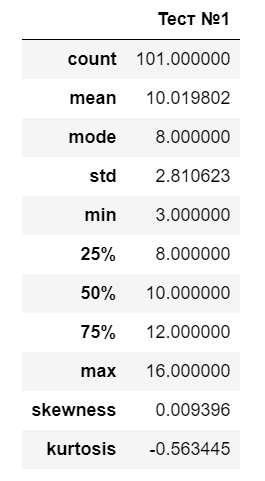 Тест №1
count 101.000000
mean 10.019802
mode 8.000000
std 2.810623
min 3.000000
25% 8.000000
50% 10.000000
75% 12.000000
max 16.000000
skewness 0.009396
kurtosis -0.563445